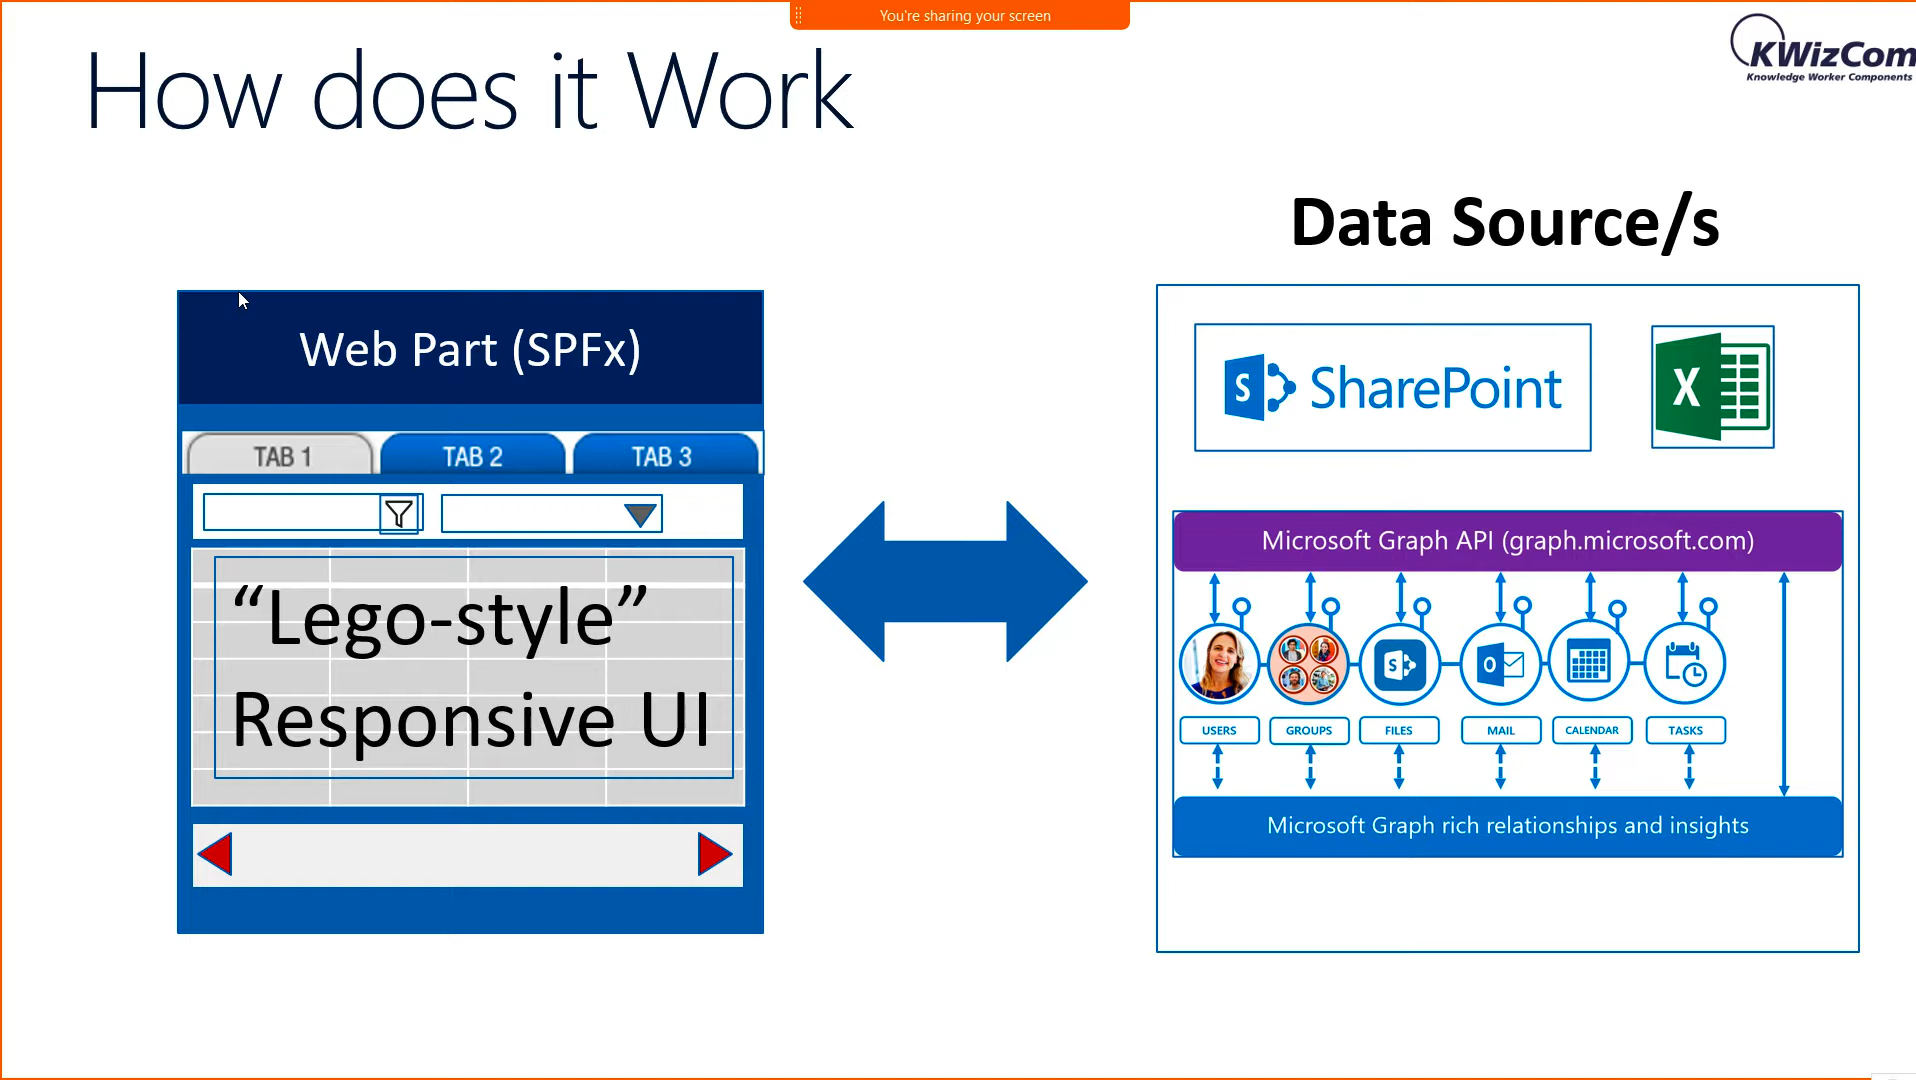 You're sharing your screen
KWizCom
Knowledge Worker Components
How does it Work
Data Source/s
Web Part (SPFx)
TAB 1 TAB 2 TAB 3
“Lego-style”
Responsive UI
S SharePoint
X
Microsoft Graph API (graph.microsoft.com)
S O
USERS GROUPS FILES MAIL CALENDAR TASKS
Microsoft Graph rich relationships and insights